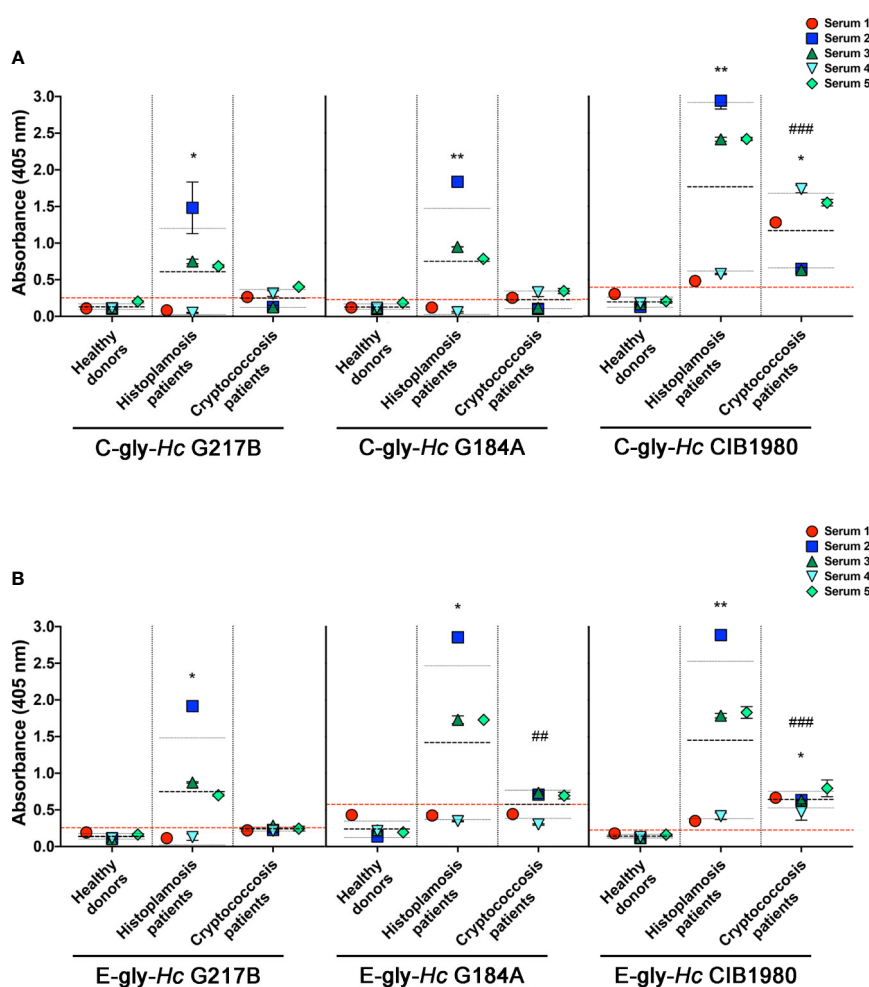 Serum 1
Serum 2
Serum 3
Serum 4
Serum 5
A
Absorbance (405 nm)
3.0
2.5
2.0
1.5
1.0
0.5
0.0
*
**
**
###
*
Healthy donors
Histoplamosis patients
Cryptococcosis patients
Healthy donors
Histoplamosis patients
Cryptococcosis patients
Healthy donors
Histoplamosis patients
Cryptococcosis patients
C-gly-Hc G217B
C-gly-Hc G184A
C-gly-Hc CIB1980
Serum 1
Serum 2
Serum 3
Serum 4
Serum 5
B
Absorbance (405 nm)
3.0
2.5
2.0
1.5
1.0
0.5
0.0
*
*
##
**
###
*
Healthy donors
Histoplamosis patients
Cryptococcosis patients
Healthy donors
Histoplamosis patients
Cryptococcosis patients
Healthy donors
Histoplamosis patients
Cryptococcosis patients
E-gly-Hc G217B
E-gly-Hc G184A
E-gly-Hc CIB1980